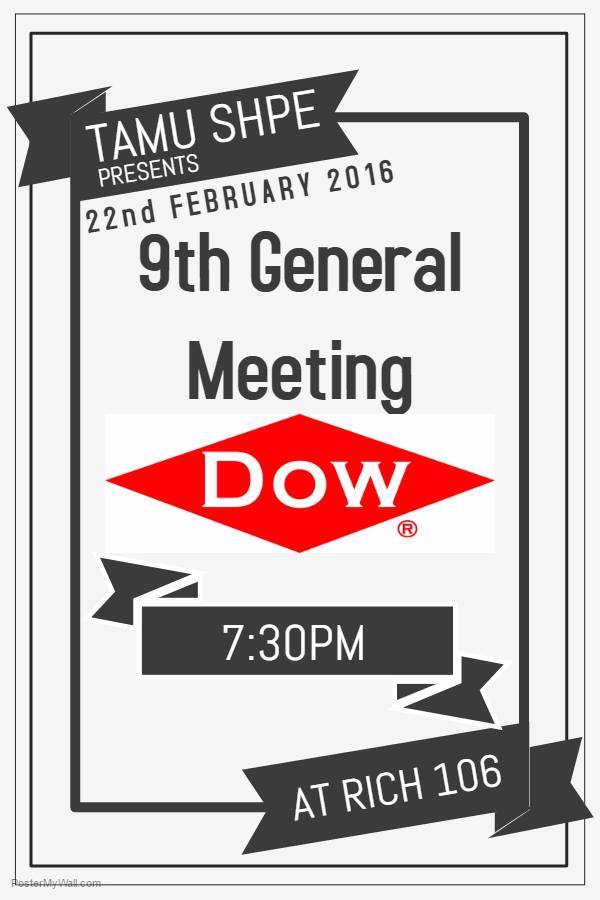 TAMU SHPE
PRESENTS
22nd FEBRUARY 2016
9th General
Meeting
Dow
®
7:30PM
AT RICH 106
PosterMyWall.com